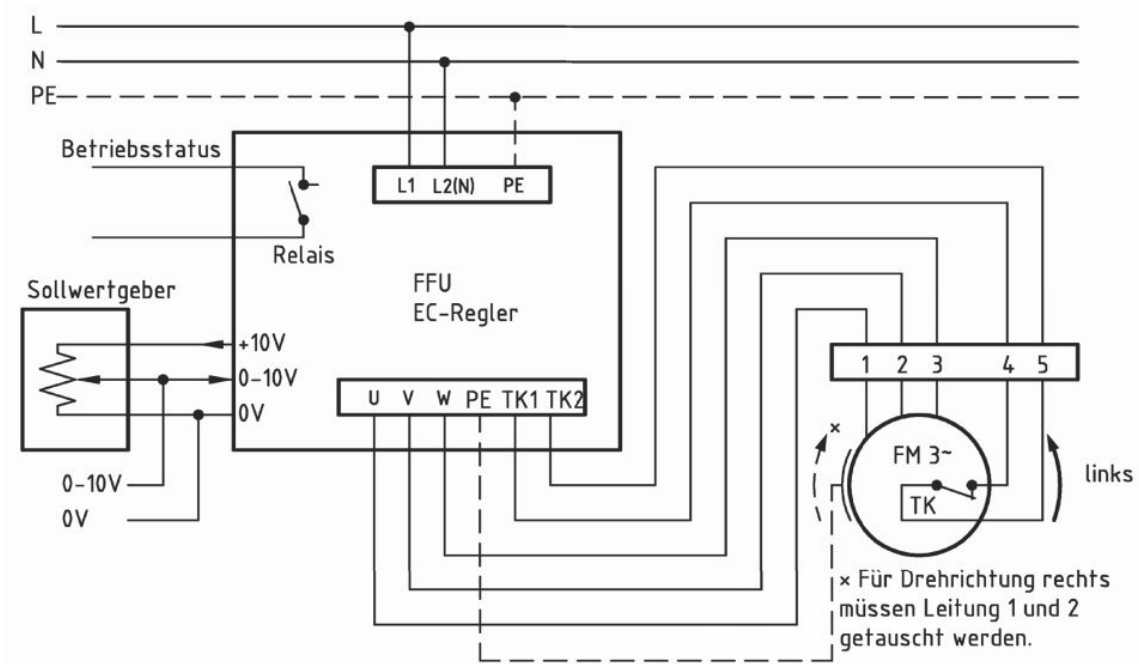 L
N
PE
Betriebsstatus
L1 L2(N) PE
Relais
FFU
EC-Regler
Sollwertgeber
+10V
0-10V
0V
U V W PE TK1 TK2
0-10V
0V
1 2 3 4 5
×
FM 3~
TK
links
× Für Drehrichtung rechts
müssen Leitung 1 und 2
getauscht werden.